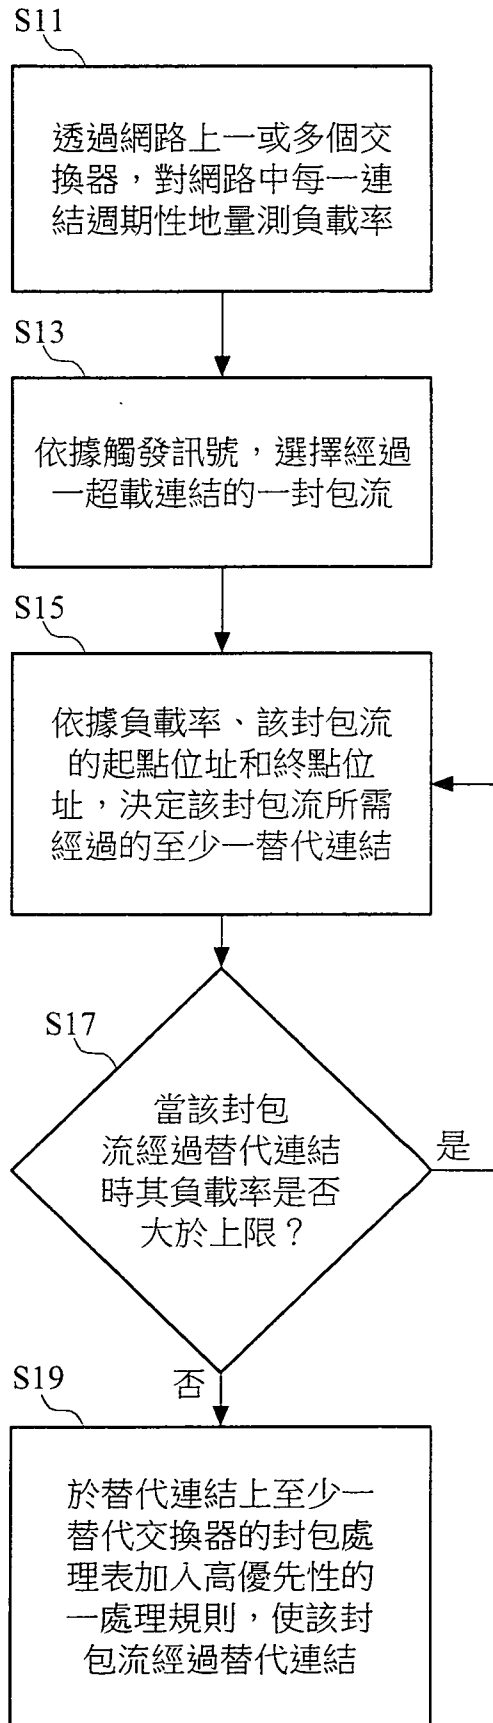 S11
透過網路上一或多個交
換器，對網路中每一連
結週期性地量測負載率
S13
依據觸發訊號，選擇經過
一超載連結的一封包流
S15
依據負載率、該封包流
的起點位址和終點位
址，決定該封包流所需
經過的至少一替代連結
S17
當該封包
流經過替代連結
時其負載率是否
大於上限？
是
否
S19
於替代連結上至少一
替代交換器的封包處
理表加入高優先性的
一處理規則，使該封
包流經過替代連結